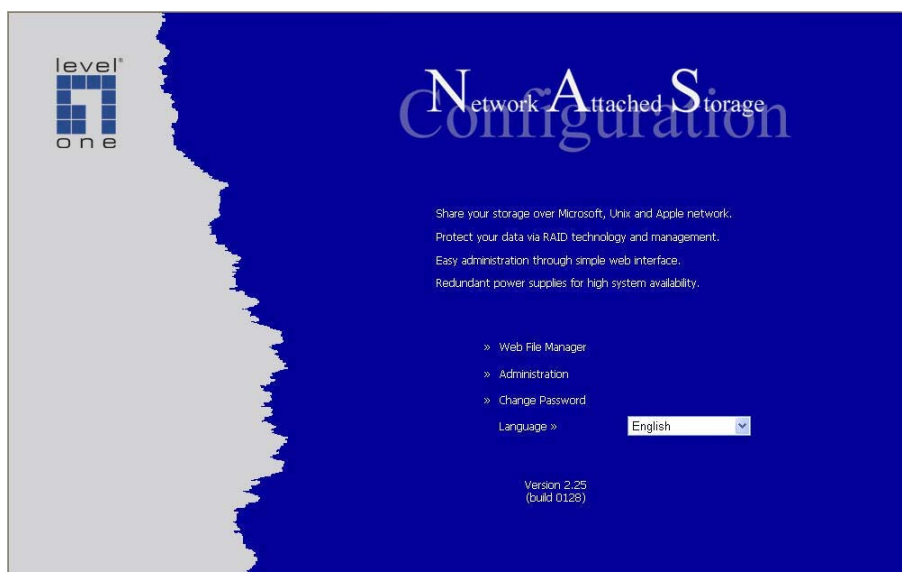 level
one
Network Attached Storage
Configuration
Share your storage over Microsoft, Unix and Apple network.
Protect your data via RAID technology and management.
Easy administration through simple web interface.
Redundant power supplies for high system availability.
» Web File Manager
» Administration
» Change Password
Language » English
Version 2.25
(build 0128)